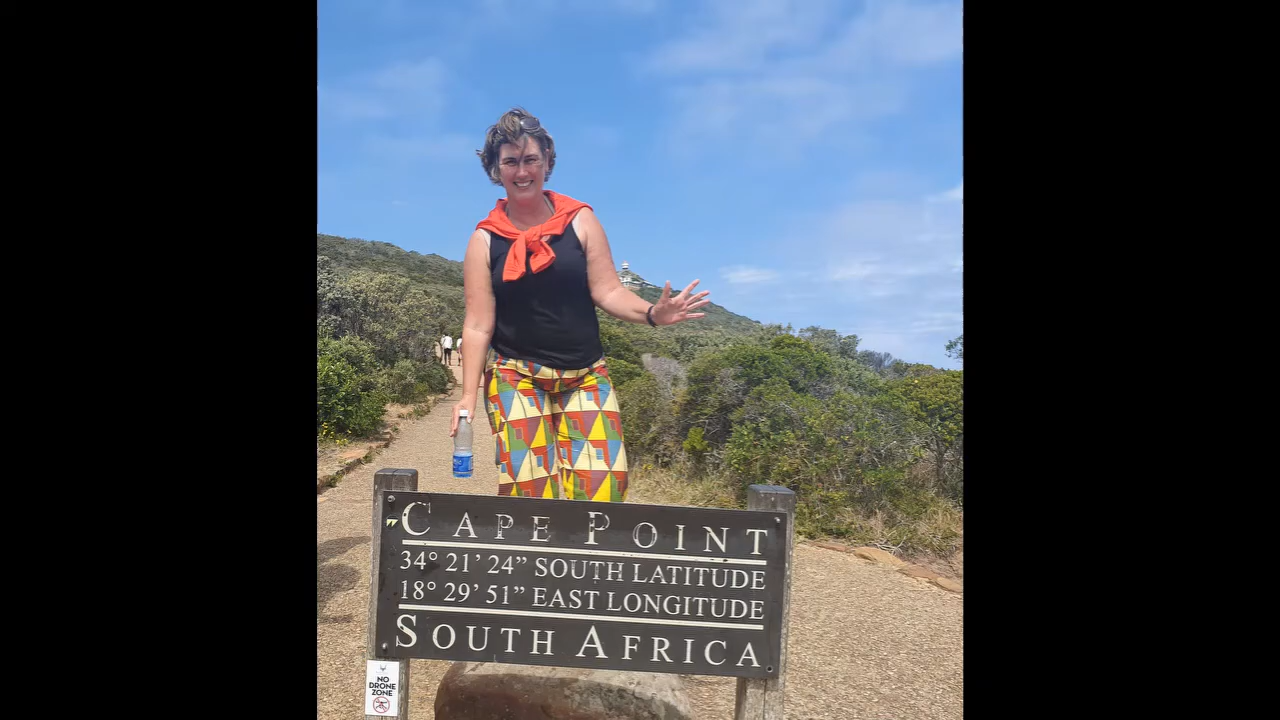 CAPE POINT
34° 21' 24" SOUTH LATITUDE
18° 29' 51" EAST LONGITUDE
SOUTH AFRICA
NO
DRONE
ZONE